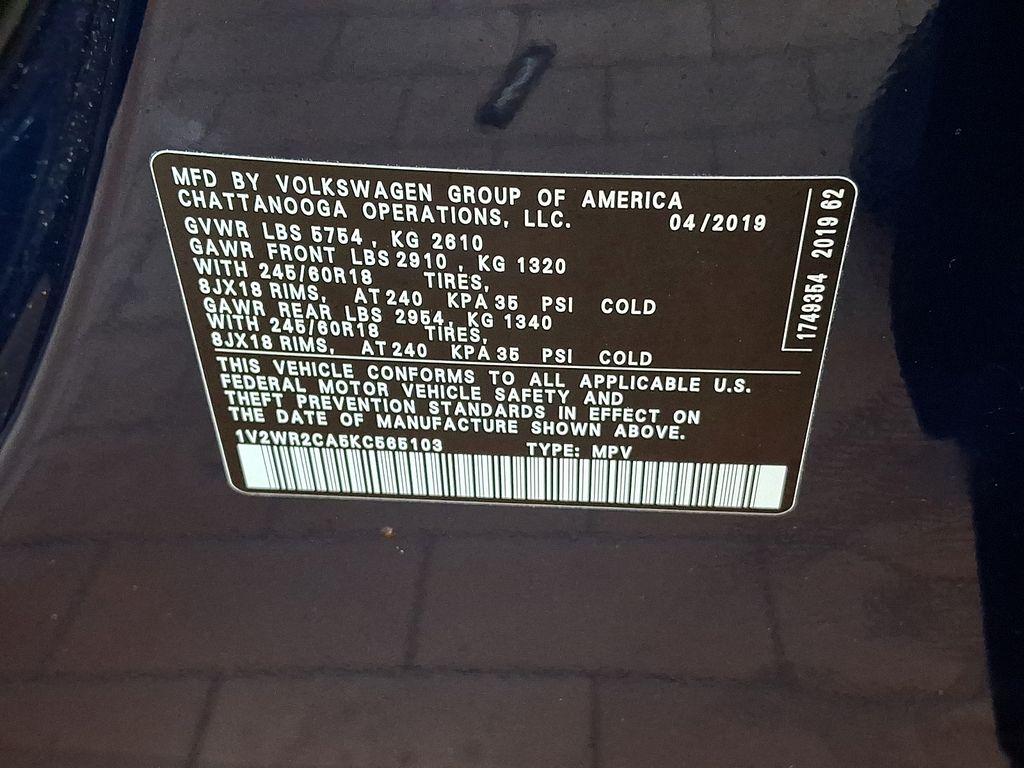 MFD BY VOLKSWAGEN GROUP OF AMERICA
CHATTANOOGA OPERATIONS, LLC. 04/2019
GVWR LBS 5754 , KG 2610
GAWR FRONT LBS 2910 , KG 1320
WITH 245/60R18 TIRES,
8JX18 RIMS, AT 240 KPA 35 PSI COLD
GAWR REAR LBS 2954, KG 1340
WITH 245/60R18 TIRES,
8JX18 RIMS, AT 240 KPA 35 PSI COLD
THIS VEHICLE CONFORMS TO ALL APPLICABLE U.S.
FEDERAL MOTOR VEHICLE SAFETY AND
THEFT PREVENTION STANDARDS IN EFFECT ON
THE DATE OF MANUFACTURE SHOWN ABOVE.
1V2WR2CA5KC565103 TYPE: MPV
1749354 2019 62